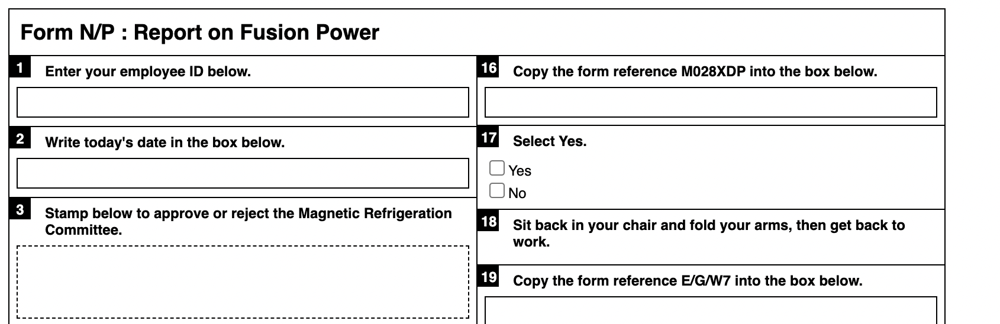 Form N/P : Report on Fusion Power
1
Enter your employee ID below.
2
Write today's date in the box below.
3
Stamp below to approve or reject the Magnetic Refrigeration
Committee.
16
Copy the form reference M028XDP into the box below.
17
Select Yes.
Yes
No
18
Sit back in your chair and fold your arms, then get back to
work.
19
Copy the form reference E/G/W7 into the box below.